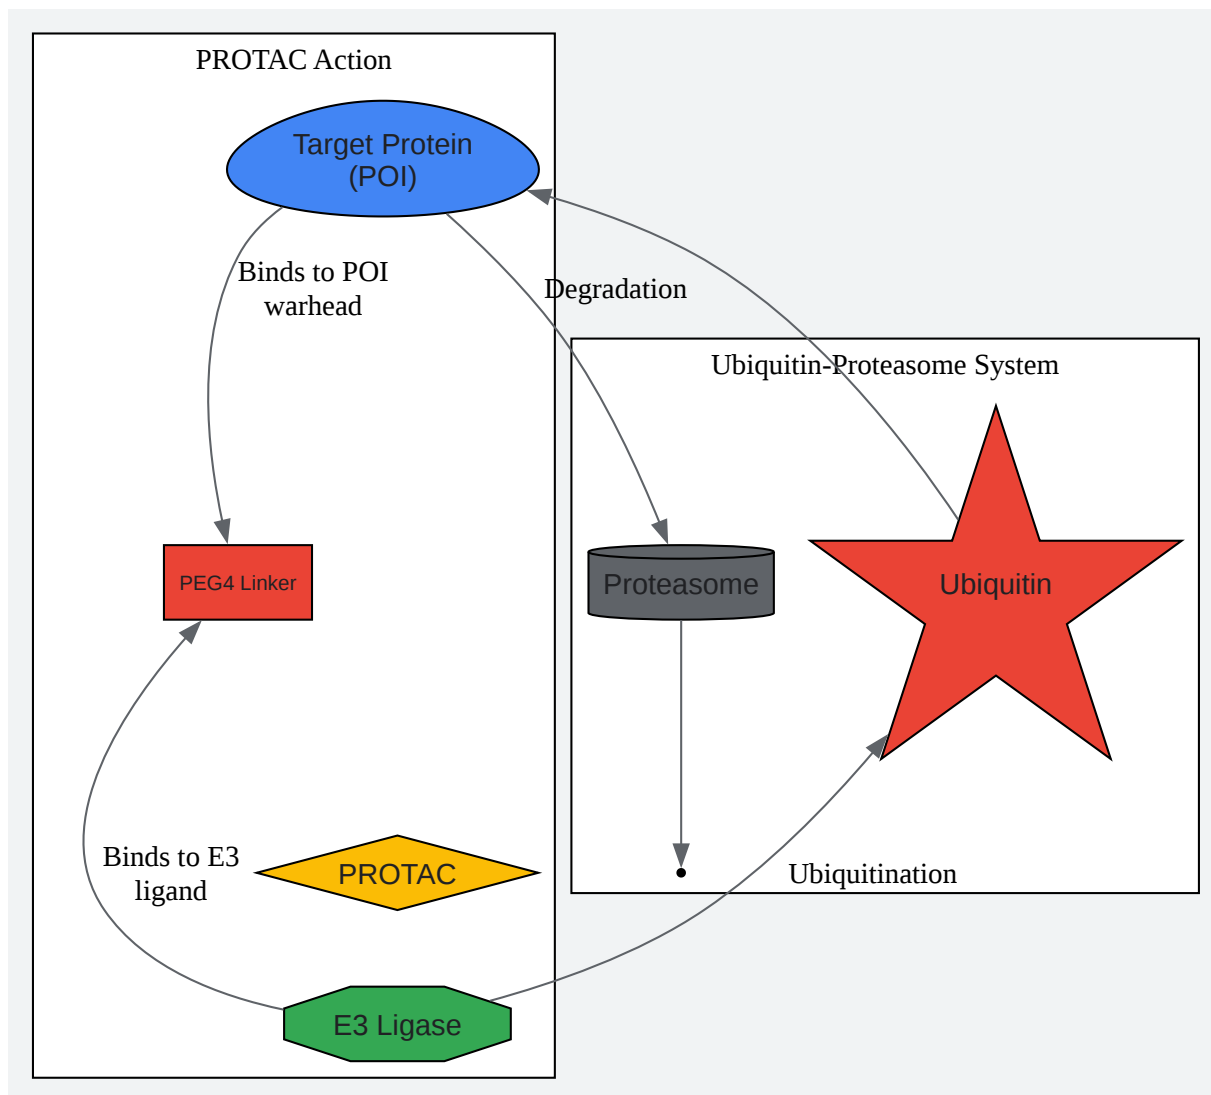 PROTAC Action
Target Protein
(POI)
Binds to POI
warhead
Degradation
Ubiquitin-Proteasome System
PEG4 Linker
Proteasome
Ubiquitin
Binds to E3
ligand
PROTAC
Ubiquitination
E3 Ligase